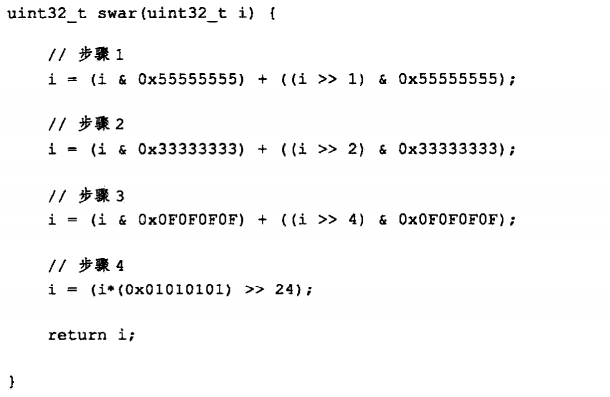 uint32_t swar(uint32_t i) {
// 步骤 1
i = (i & 0x55555555) + ((i >> 1) & 0x55555555);
// 步骤 2
i = (i & 0x33333333) + ((i >> 2) & 0x33333333);
// 步骤 3
i = (i & 0x0F0F0F0F) + ((i >> 4) & 0x0F0F0F0F);
// 步骤 4
i = (i*(0x01010101) >> 24);
return i;
}